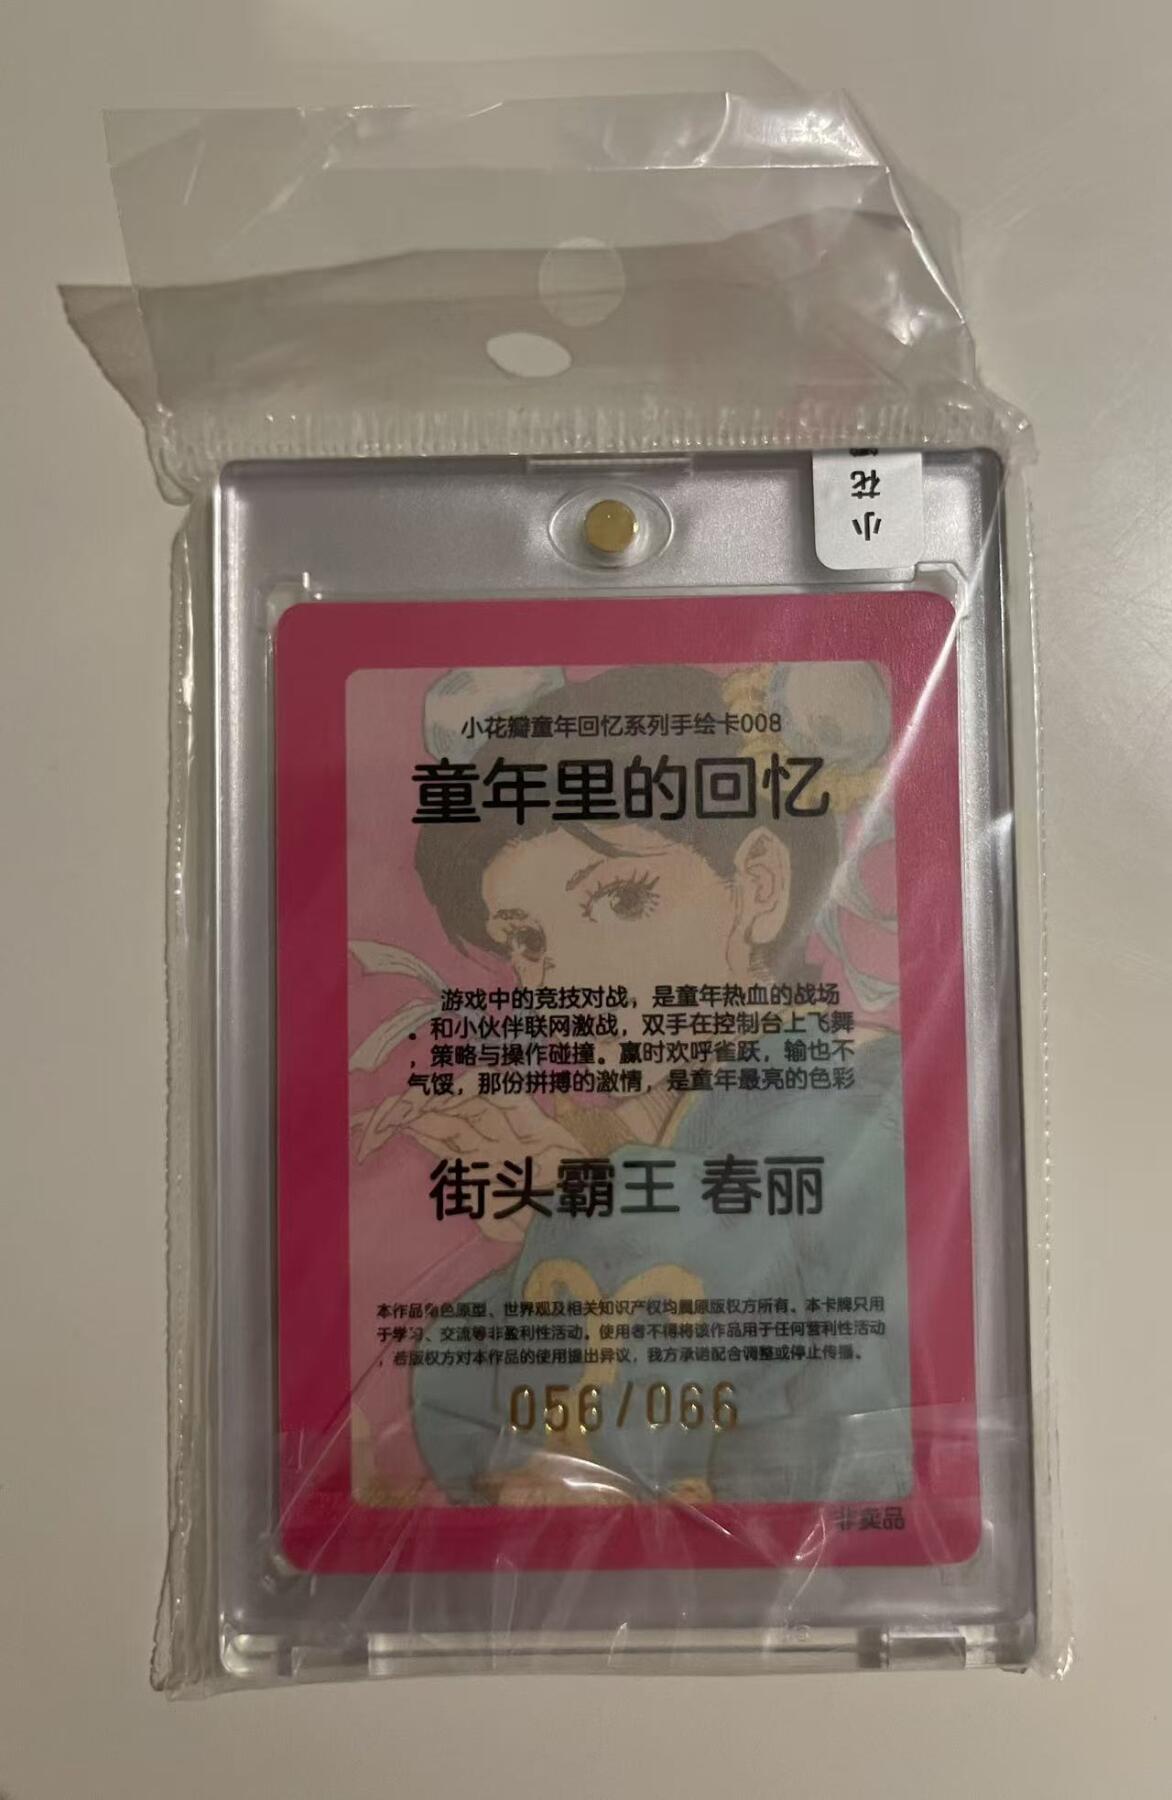 小花
小花瓣童年回忆系列手绘卡008
童年里的回忆
游戏中的竞技对战，是童年热血的战场
。和小伙伴联网激战，双手在控制台上飞舞
，策略与操作碰撞。赢时欢呼雀跃，输也不
气馁，那份拼搏的激情，是童年最亮的色彩
街头霸王 春丽
本作品角色原型、世界观及相关知识产权均属原版权方所有。本卡牌只用
于学习、交流等非盈利性活动。使用者不得将该作品用于任何营利性活动
，若版权方对本作品的使用提出异议，我方承诺配合调整或停止传播。
056/066
非卖品